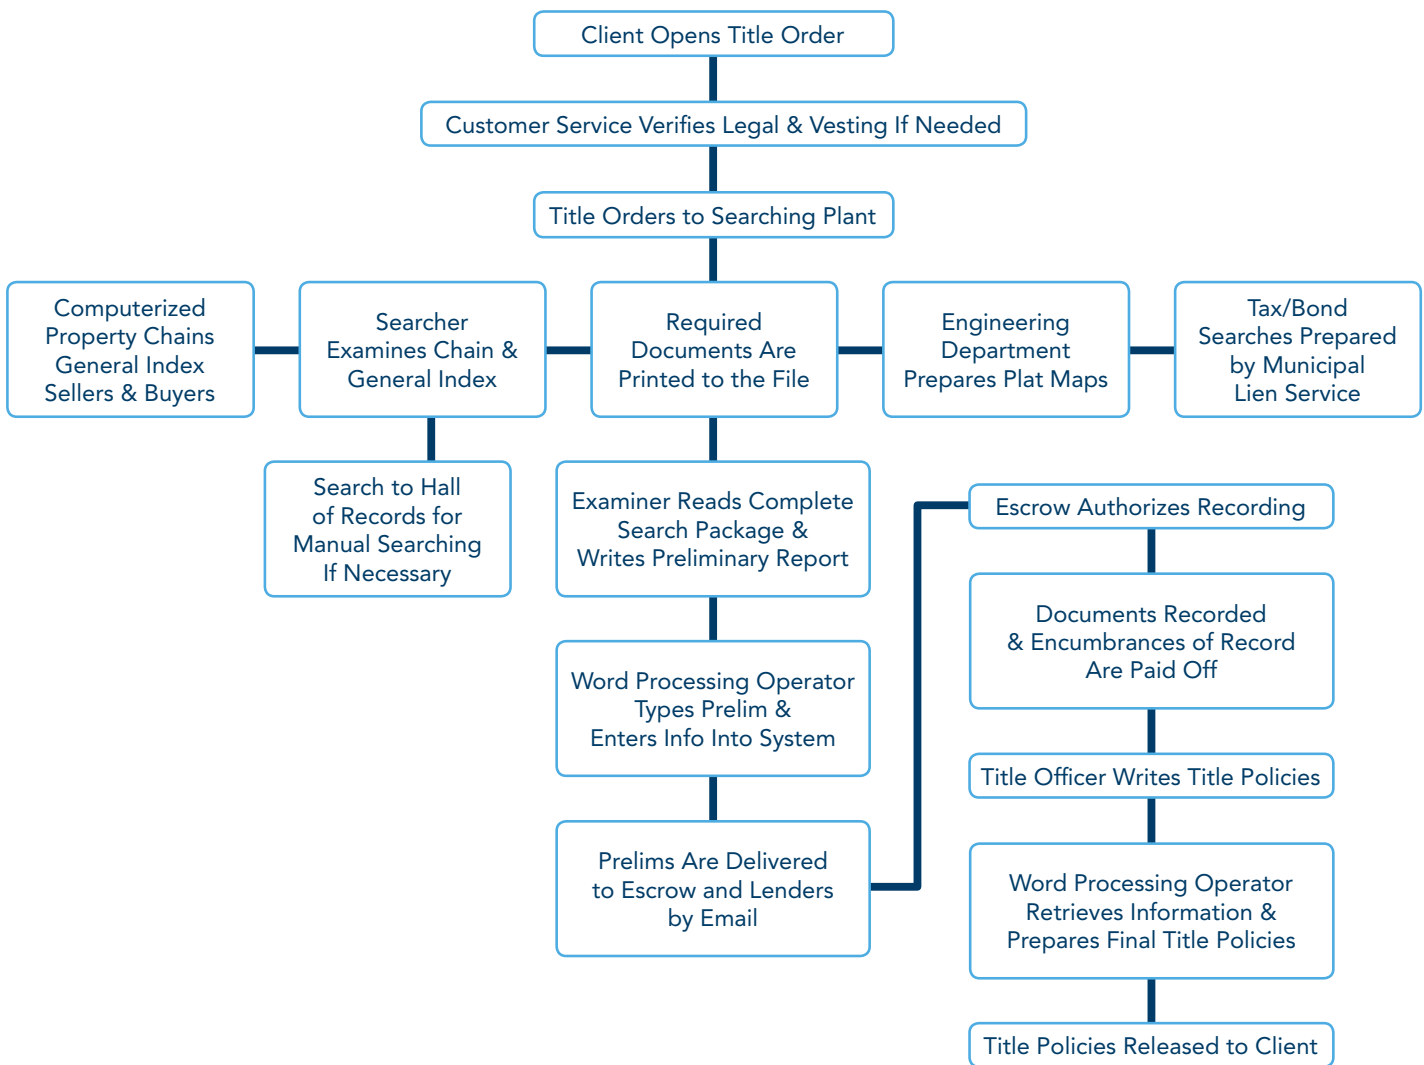 Client Opens Title Order
Customer Service Verifies Legal & Vesting If Needed
Title Orders to Searching Plant
Computerized
Property Chains
General Index
Sellers & Buyers
Searcher
Examines Chain &
General Index
Required
Documents Are
Printed to the File
Engineering
Department
Prepares Plat Maps
Tax/Bond
Searches Prepared
by Municipal
Lien Service
Search to Hall
of Records for
Manual Searching
If Necessary
Examiner Reads Complete
Search Package &
Writes Preliminary Report
Word Processing Operator
Types Prelim &
Enters Info Into System
Prelims Are Delivered
to Escrow and Lenders
by Email
Escrow Authorizes Recording
Documents Recorded
& Encumbrances of Record
Are Paid Off
Title Officer Writes Title Policies
Word Processing Operator
Retrieves Information &
Prepares Final Title Policies
Title Policies Released to Client